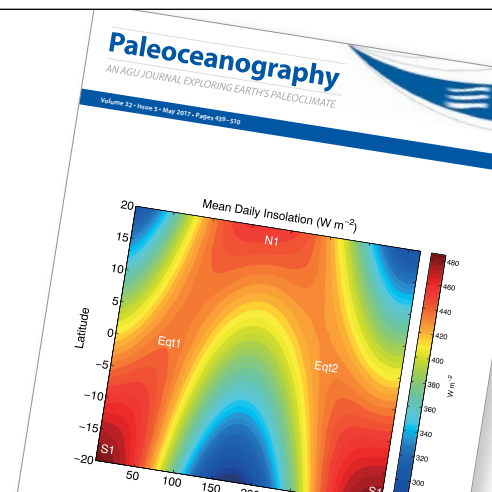 Paleoceanography
AN AGU JOURNAL EXPLORING EARTH'S PALEOCLIMATE
Volume 32 • Issue 5 • May 2017 • Pages 439–510
Mean Daily Insolation (W m⁻²)
20
15
10
5
0
−5
−10
−15
−20
Latitude
N1
Eqt1
Eqt2
S1
S1
50
100
150
480
460
440
420
400
380
360
340
320
300
W m⁻²